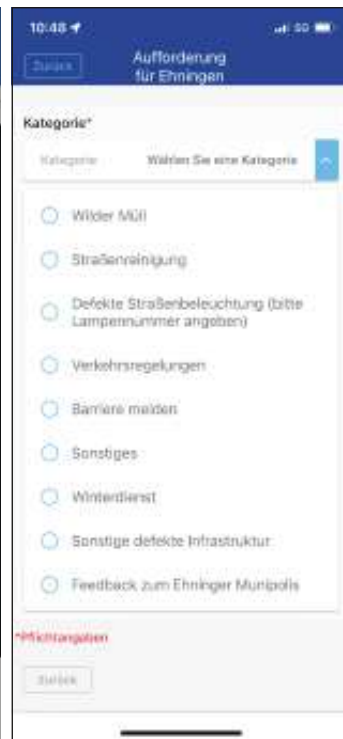 10:48
5G
Zurück
Aufforderung
für Ehningen
Kategorie*
Kategorie Wählen Sie eine Kategorie
Wilder Müll
Straßenreinigung
Defekte Straßenbeleuchtung (bitte
Lampennummer angeben)
Verkehrsregelungen
Barriere melden
Sonstiges
Winterdienst
Sonstige defekte Infrastruktur
Feedback zum Ehninger Munipolis
*Pflichtangaben
Zurück